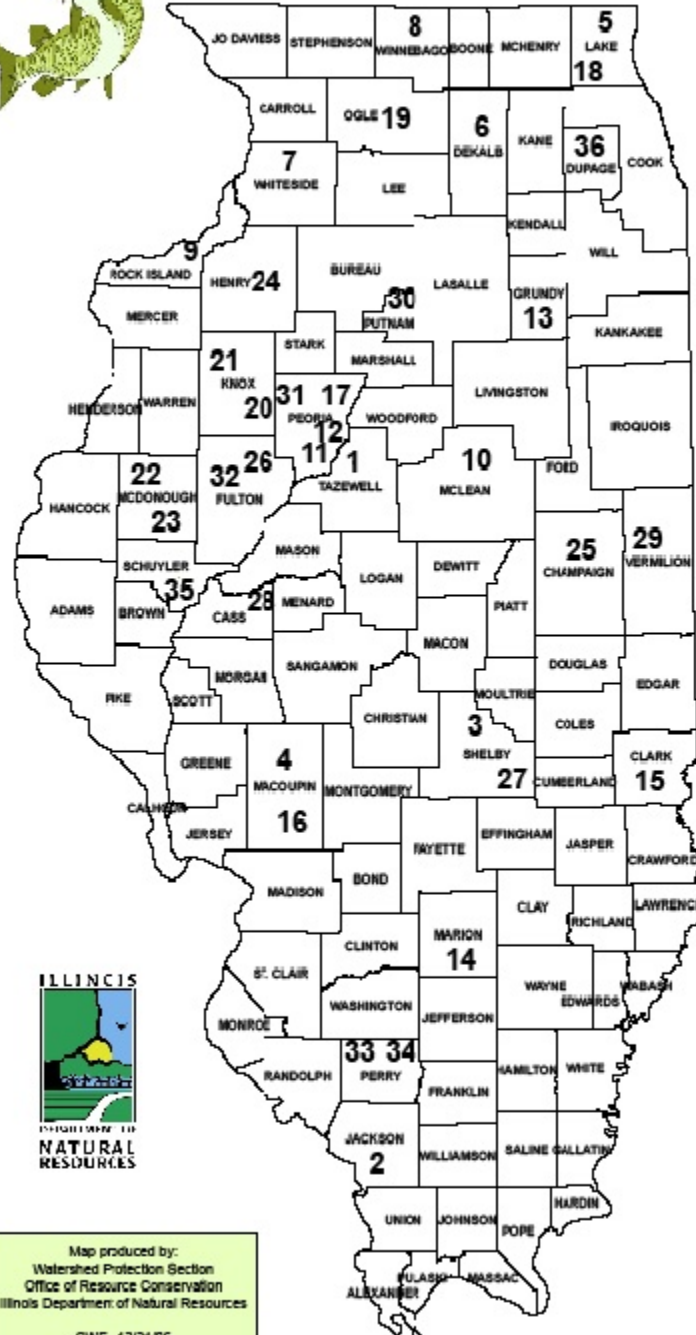 JO DAVIESS STEPHENSON 8 WINNEBAGO BOONE MCHENRY 5 LAKE 18
CARROLL OGLE 19 6 DEKALB KANE 36 DUPAGE COOK
7 WHITESIDE LEE KENDALL WILL
9 ROCK ISLAND HENRY 24 BUREAU 30 PUTNAM LASALLE GRUNDY 13
MERCER STARK MARSHALL KANKAKEE
HENDERSON WARREN 21 KNOX 20 31 17 PEORIA 12 11 WOODFORD LIVINGSTON IROQUOIS
HANCOCK 22 MCDONOUGH 23 32 26 FULTON 1 TAZEWELL 10 MCLEAN FORD
SCHUYLER 35 MASON LOGAN DEWITT 25 CHAMPAIGN 29 VERMILION
ADAMS BROWN CASS 28 MENARD MACON PIATT
PIKE SCOTT MORGAN SANGAMON CHRISTIAN MOULTRIE DOUGLAS EDGAR
COLES
3 SHELBY 27 CUMBERLAND CLARK 15
CALHOUN GREENE 4 MACOUPIN 16 MONTGOMERY
JERSEY FAYETTE EFFINGHAM JASPER CRAWFORD
MADISON BOND CLAY RICHLAND LAWRENC
ST. CLAIR CLINTON MARION 14 WAYNE EDWARDS WABASH
MONROE WASHINGTON JEFFERSON
RANDOLPH 33 34 PERRY FRANKLIN HAMILTON WHITE
JACKSON 2 WILLIAMSON SALINE GALLATIN
UNION JOHNSON POPE HARDIN
ALEXANDER PULASKI MASSAC
ILLINOIS
DEPARTMENT OF
NATURAL
RESOURCES
Map produced by:
Watershed Protection Section
Office of Resource Conservation
Illinois Department of Natural Resources